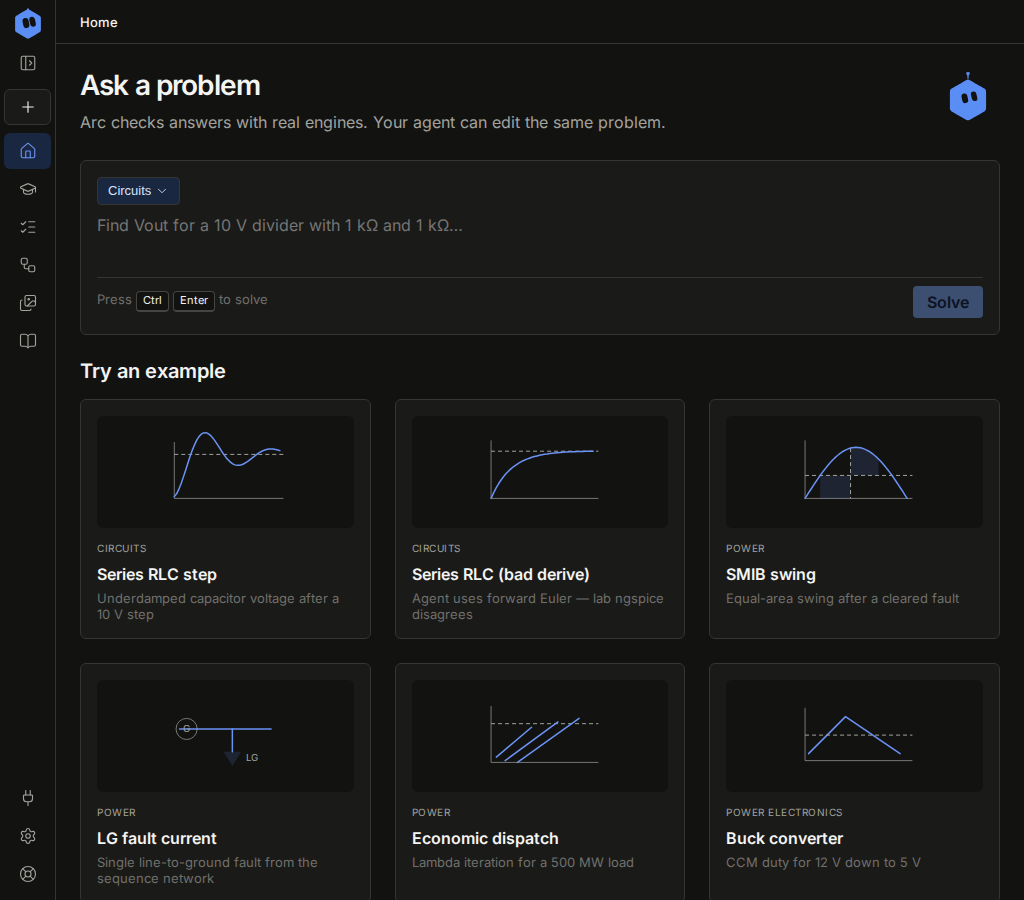 Home
Ask a problem
Arc checks answers with real engines. Your agent can edit the same problem.
Circuits
Find Vout for a 10 V divider with 1 kΩ and 1 kΩ...
Press Ctrl Enter to solve
Solve
Try an example
CIRCUITS
Series RLC step
Underdamped capacitor voltage after a
10 V step
CIRCUITS
Series RLC (bad derive)
Agent uses forward Euler — lab ngspice
disagrees
POWER
SMIB swing
Equal-area swing after a cleared fault
G
LG
POWER
LG fault current
Single line-to-ground fault from the
sequence network
POWER
Economic dispatch
Lambda iteration for a 500 MW load
POWER ELECTRONICS
Buck converter
CCM duty for 12 V down to 5 V